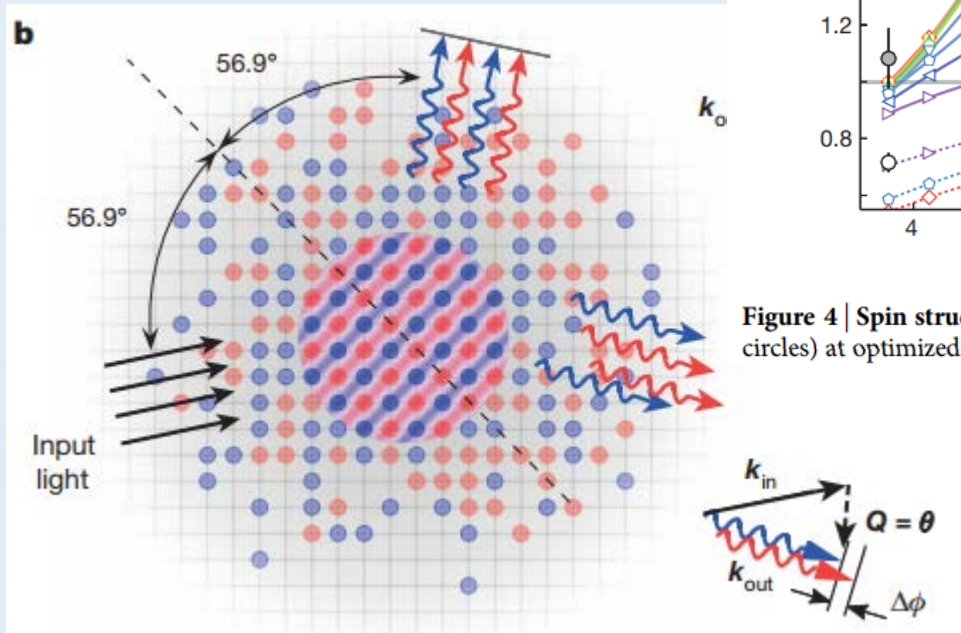 b
56.9°
56.9°
Input
light
k
1.2
0.8
4
Figure 4 | Spin
circles) at optimized
k in
Q = θ
k out
Δϕ